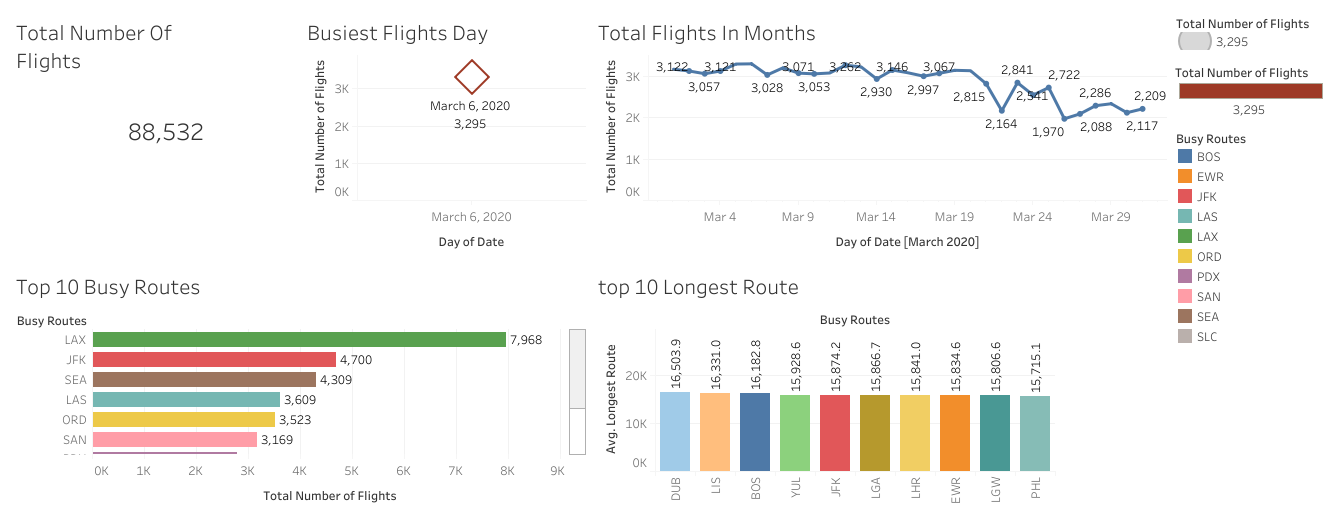 Total Number Of
Flights
88,532
Busiest Flights Day
Total Number of Flights
3K
2K
1K
0K
March 6, 2020
3,295
March 6, 2020
Day of Date
Total Flights In Months
Total Number of Flights
3K
2K
1K
0K
3,122
3,057
3,121
3,028
3,071
3,053
3,262
2,930
3,146
2,997
3,067
2,815
2,164
2,841
2,541
2,722
1,970
2,088
2,286
2,117
2,209
Mar 4
Mar 9
Mar 14
Mar 19
Mar 24
Mar 29
Day of Date [March 2020]
Total Number of Flights
3,295
Total Number of Flights
3,295
Busy Routes
BOS
EWR
JFK
LAS
LAX
ORD
PDX
SAN
SEA
SLC
Top 10 Busy Routes
Busy Routes
LAX 7,968
JFK 4,700
SEA 4,309
LAS 3,609
ORD 3,523
SAN 3,169
0K 1K 2K 3K 4K 5K 6K 7K 8K 9K
Total Number of Flights
top 10 Longest Route
Busy Routes
Avg. Longest Route
20K
10K
0K
16,503.9
16,331.0
16,182.8
15,928.6
15,874.2
15,866.7
15,841.0
15,834.6
15,806.6
15,715.1
DUB
LIS
BOS
YUL
JFK
LGA
LHR
EWR
LGW
PHL